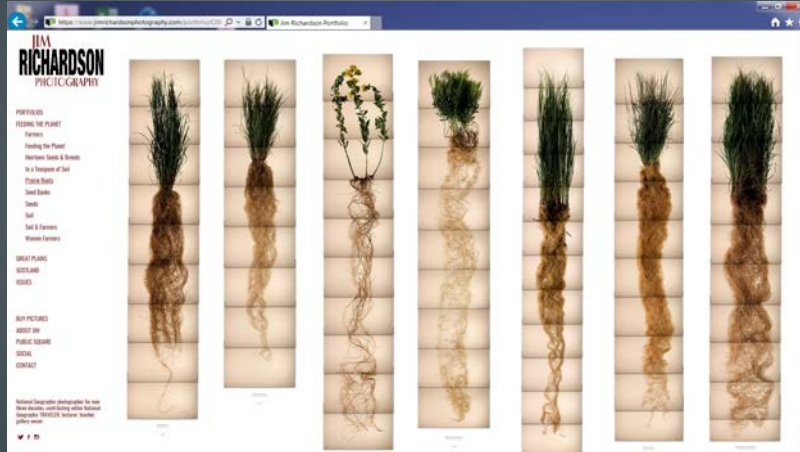 https://www.jimrichardsonphotography.com/portfolio
Jim Richardson Portfolio
JIM
RICHARDSON
PHOTOGRAPHY
PORTFOLIOS
FEEDING THE PLANET
Farmers
Feeding the Planet
Heirloom Seeds & Breeds
In a Teaspoon of Soil
Prairie Roots
Seed Banks
Seeds
Soil
Soil & Farmers
Women Farmers
GREAT PLAINS
SCOTLAND
ISSUES
BUY PICTURES
ABOUT JIM
PUBLIC SQUARE
SOCIAL
CONTACT
National Geographic photographer for over
three decades, contributing editor National
Geographic TRAVELER, lecturer, teacher,
gallery owner.